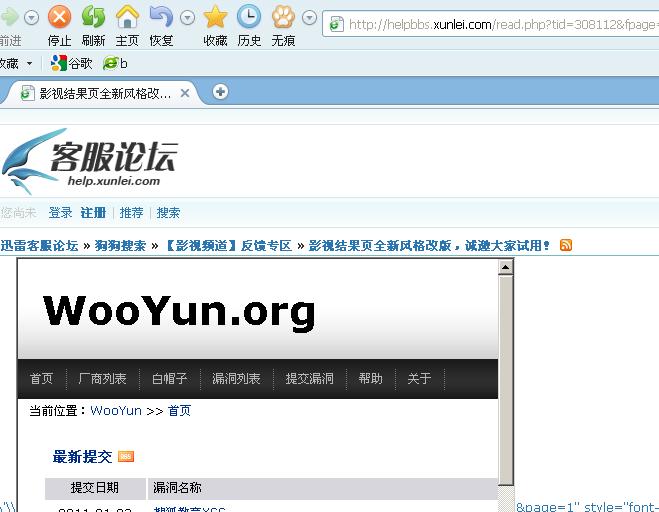 前进 停止 刷新 主页 恢复 收藏 历史 无痕 http://helpbbs.xunlei.com/read.php?tid=308112&fpage=
收藏 谷歌 b
影视结果页全新风格改...
客服论坛
help.xunlei.com
您尚未 登录 注册 | 推荐 | 搜索
迅雷客服论坛 » 狗狗搜索 » 【影视频道】反馈专区 » 影视结果页全新风格改版，诚邀大家试用！
WooYun.org
首页 厂商列表 白帽子 漏洞列表 提交漏洞 帮助 关于
当前位置：WooYun >> 首页
最新提交
提交日期 漏洞名称
&page=1" style="font-